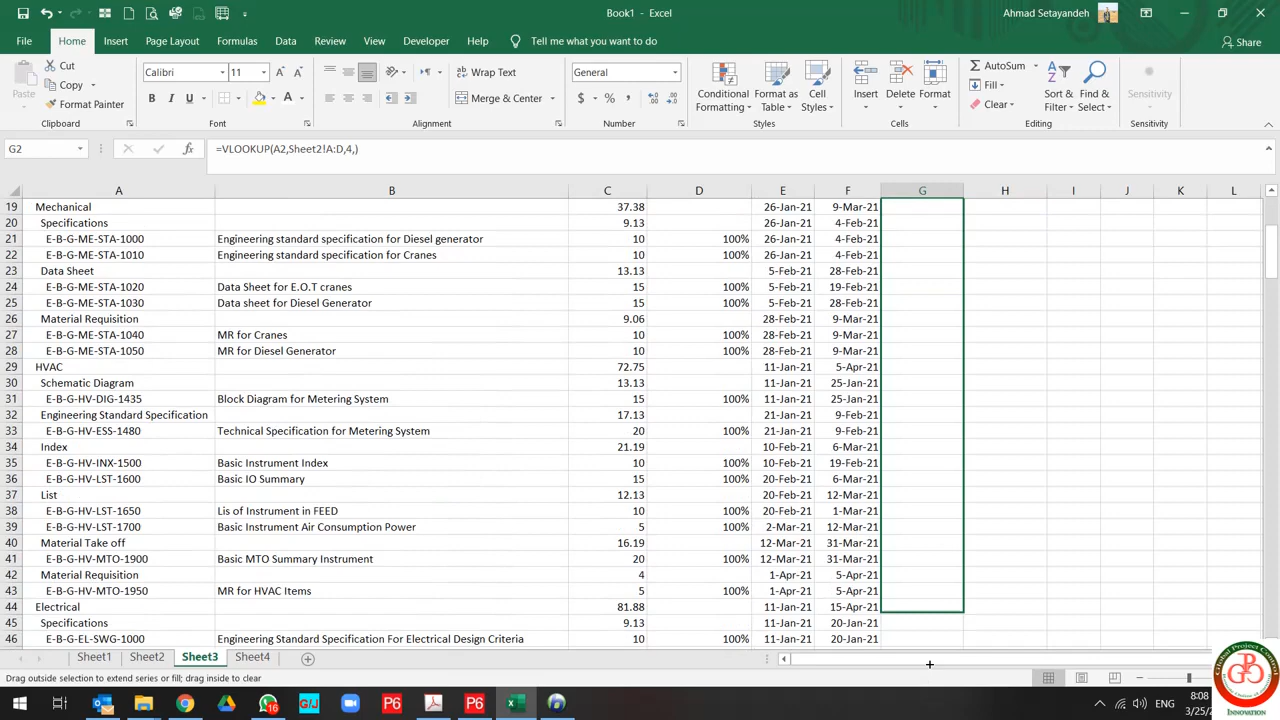 Book1 - Excel
Ahmad Setayandeh
File Home Insert Page Layout Formulas Data Review View Developer Help Tell me what you want to do Share
Paste Cut Copy Format Painter Clipboard
Calibri 11 B I U A Font
Wrap Text Merge & Center Alignment
General $ % , Number
Conditional Formatting Format as Table Cell Styles Styles
Insert Delete Format Cells
AutoSum Fill Clear Sort & Filter Find & Select Editing
Sensitivity Sensitivity
G2 fx =VLOOKUP(A2,Sheet2!A:D,4,)
A B C D E F G H I J K L
19 Mechanical 37.38 26-Jan-21 9-Mar-21
20 Specifications 9.13 26-Jan-21 4-Feb-21
21 E-B-G-ME-STA-1000 Engineering standard specification for Diesel generator 10 100% 26-Jan-21 4-Feb-21
22 E-B-G-ME-STA-1010 Engineering standard specification for Cranes 10 100% 26-Jan-21 4-Feb-21
23 Data Sheet 13.13 5-Feb-21 28-Feb-21
24 E-B-G-ME-STA-1020 Data Sheet for E.O.T cranes 15 100% 5-Feb-21 19-Feb-21
25 E-B-G-ME-STA-1030 Data sheet for Diesel Generator 15 100% 5-Feb-21 28-Feb-21
26 Material Requisition 9.06 28-Feb-21 9-Mar-21
27 E-B-G-ME-STA-1040 MR for Cranes 10 100% 28-Feb-21 9-Mar-21
28 E-B-G-ME-STA-1050 MR for Diesel Generator 10 100% 28-Feb-21 9-Mar-21
29 HVAC 72.75 11-Jan-21 5-Apr-21
30 Schematic Diagram 13.13 11-Jan-21 25-Jan-21
31 E-B-G-HV-DIG-1435 Block Diagram for Metering System 15 100% 11-Jan-21 25-Jan-21
32 Engineering Standard Specification 17.13 21-Jan-21 9-Feb-21
33 E-B-G-HV-ESS-1480 Technical Specification for Metering System 20 100% 21-Jan-21 9-Feb-21
34 Index 21.19 10-Feb-21 6-Mar-21
35 E-B-G-HV-INX-1500 Basic Instrument Index 10 100% 10-Feb-21 19-Feb-21
36 E-B-G-HV-LST-1600 Basic IO Summary 15 100% 20-Feb-21 6-Mar-21
37 List 12.13 20-Feb-21 12-Mar-21
38 E-B-G-HV-LST-1650 Lis of Instrument in FEED 10 100% 20-Feb-21 1-Mar-21
39 E-B-G-HV-LST-1700 Basic Instrument Air Consumption Power 5 100% 2-Mar-21 12-Mar-21
40 Material Take off 16.19 12-Mar-21 31-Mar-21
41 E-B-G-HV-MTO-1900 Basic MTO Summary Instrument 20 100% 12-Mar-21 31-Mar-21
42 Material Requisition 4 1-Apr-21 5-Apr-21
43 E-B-G-HV-MTO-1950 MR for HVAC Items 5 100% 1-Apr-21 5-Apr-21
44 Electrical 81.88 11-Jan-21 15-Apr-21
45 Specifications 9.13 11-Jan-21 20-Jan-21
46 E-B-G-EL-SWG-1000 Engineering Standard Specification For Electrical Design Criteria 10 100% 11-Jan-21 20-Jan-21
Sheet1 Sheet2 Sheet3 Sheet4
Drag outside selection to extend series or fill; drag inside to clear
16 G/J P6 P6 ENG 8:08
3/25/
Global Project Control
INNOVATION